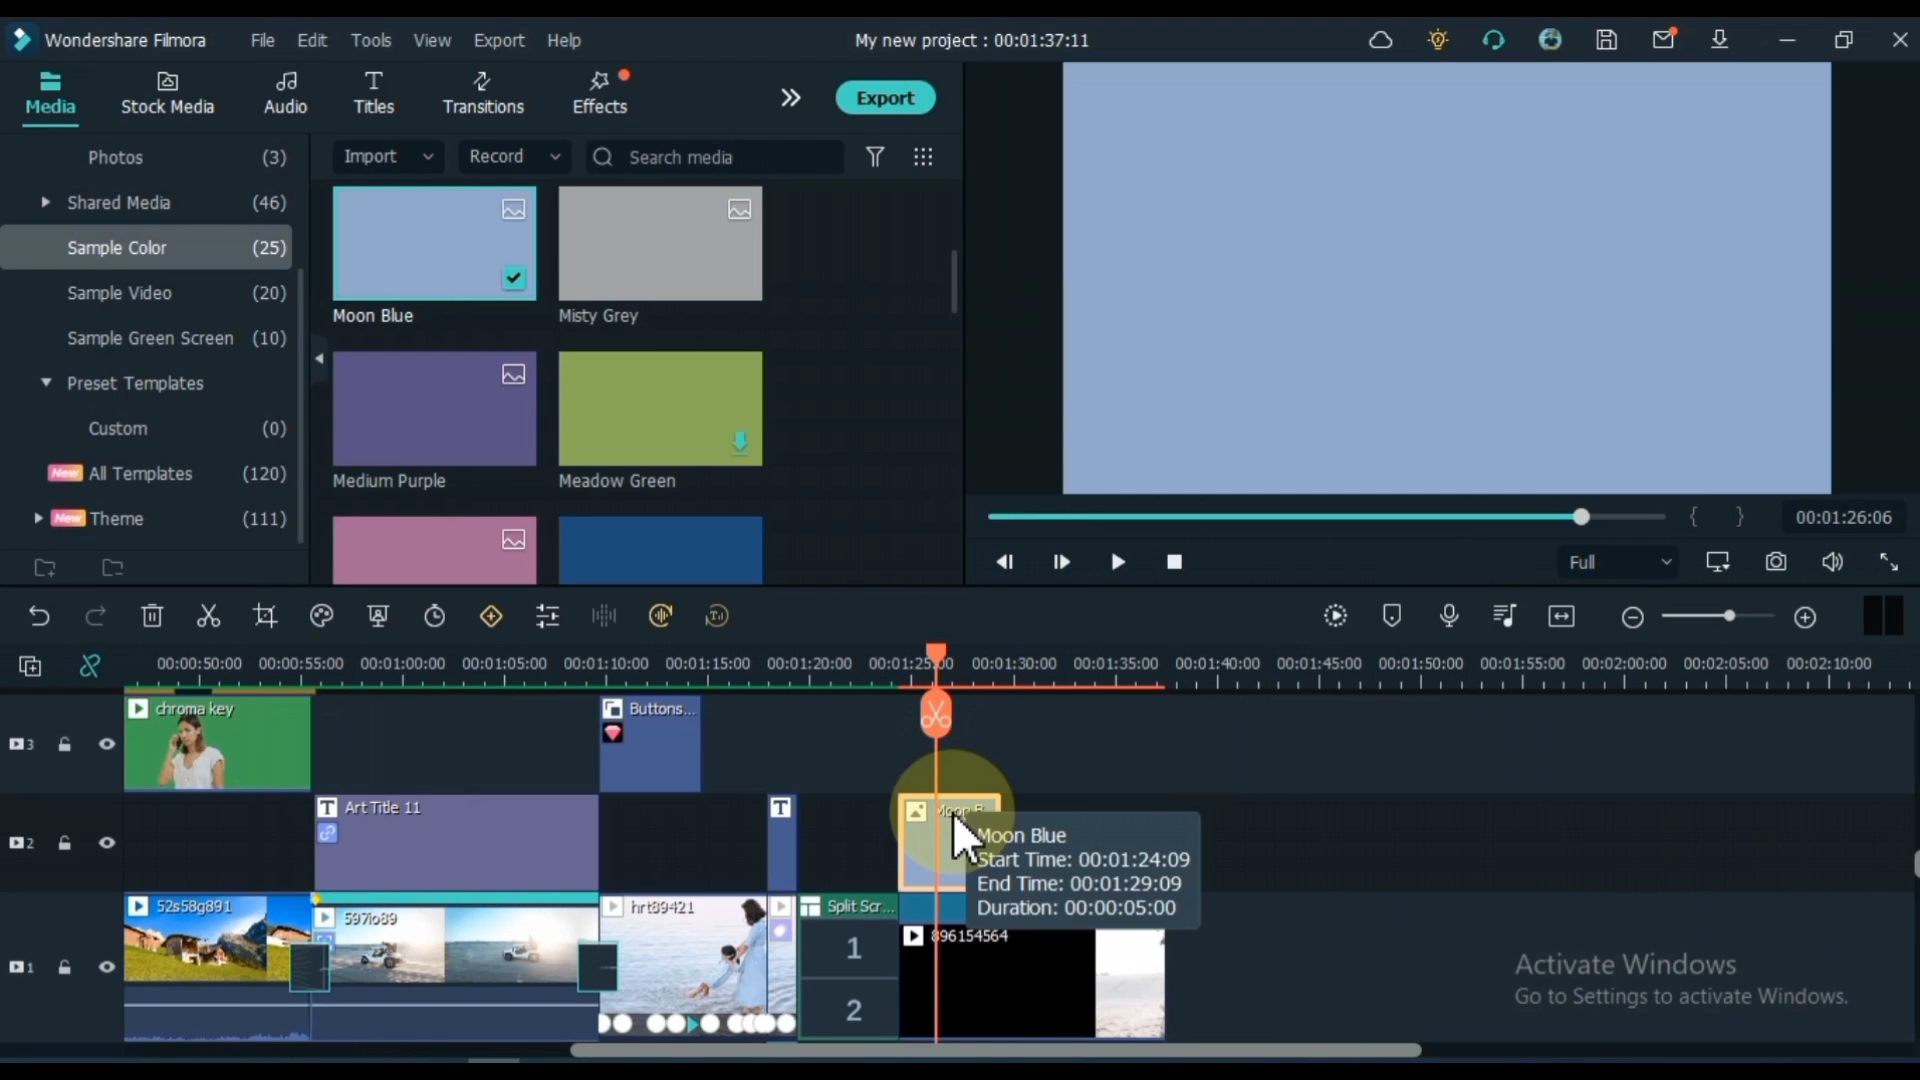 Wondershare Filmora
File
Edit
Tools
View
Export
Help
My new project : 00:01:37:11
Media
Stock Media
Audio
Titles
Transitions
Effects
Export
Photos (3)
Shared Media (46)
Sample Color (25)
Sample Video (20)
Sample Green Screen (10)
Preset Templates
Custom (0)
New All Templates (120)
New Theme (111)
Import
Record
Search media
Moon Blue
Misty Grey
Medium Purple
Meadow Green
{ }
00:01:26:06
Full
00:00:50:00 00:00:55:00 00:01:00:00 00:01:05:00 00:01:10:00 00:01:15:00 00:01:20:00 00:01:25:00 00:01:30:00 00:01:35:00 00:01:40:00 00:01:45:00 00:01:50:00 00:01:55:00 00:02:00:00 00:02:05:00 00:02:10:00
3
chroma key
Buttons...
2
T Art Title 11
T
Moon B...
Moon Blue
Start Time: 00:01:24:09
End Time: 00:01:29:09
Duration: 00:00:05:00
1
52s58g891
597io89
hrt89421
Split Scr...
1
2
896154564
Activate Windows
Go to Settings to activate Windows.